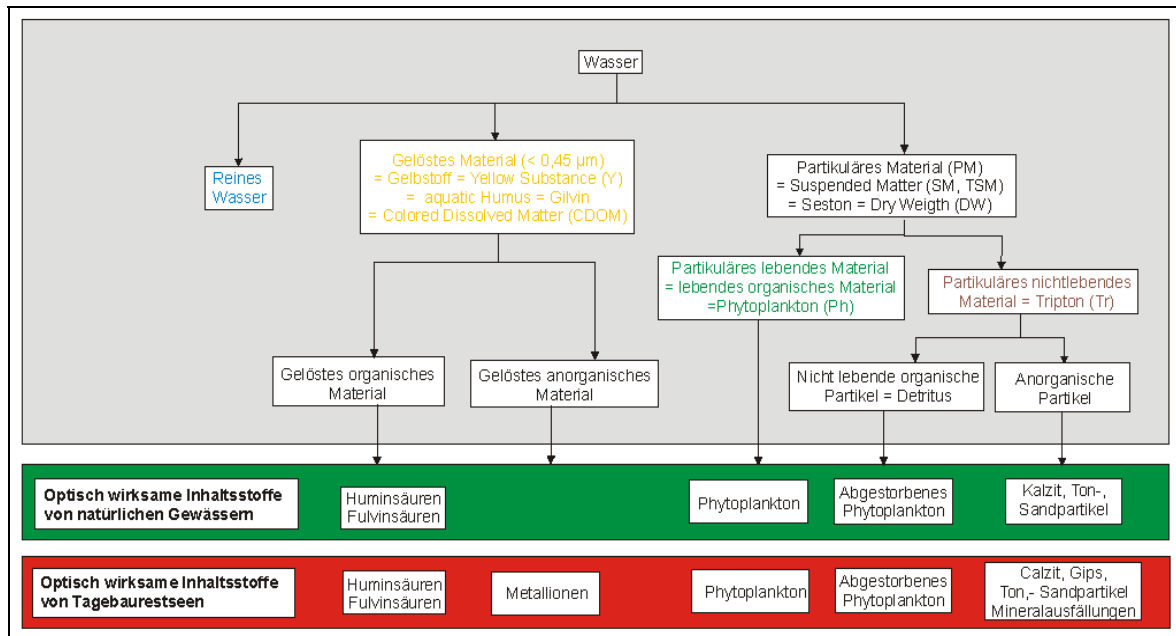 Wasser
Reines
Wasser
Gelöstes Material (< 0,45 µm)
= Gelbstoff = Yellow Substance (Y)
= aquatic Humus = Gilvin
= Colored Dissolved Matter (CDOM)
Partikuläres Material (PM)
= Suspended Matter (SM, TSM)
= Seston = Dry Weigth (DW)
Partikuläres lebendes Material
= lebendes organisches Material
=Phytoplankton (Ph)
Partikuläres nichtlebendes
Material = Tripton (Tr)
Gelöstes organisches
Material
Gelöstes anorganisches
Material
Nicht lebende organische
Partikel = Detritus
Anorganische
Partikel
Optisch wirksame Inhaltsstoffe
von natürlichen Gewässern
Huminsäuren
Fulvinsäuren
Phytoplankton
Abgestorbenes
Phytoplankton
Kalzit, Ton-,
Sandpartikel
Optisch wirksame Inhaltsstoffe
von Tagebaurestseen
Huminsäuren
Fulvinsäuren
Metallionen
Phytoplankton
Abgestorbenes
Phytoplankton
Calzit, Gips,
Ton,- Sandpartikel
Mineralausfällungen